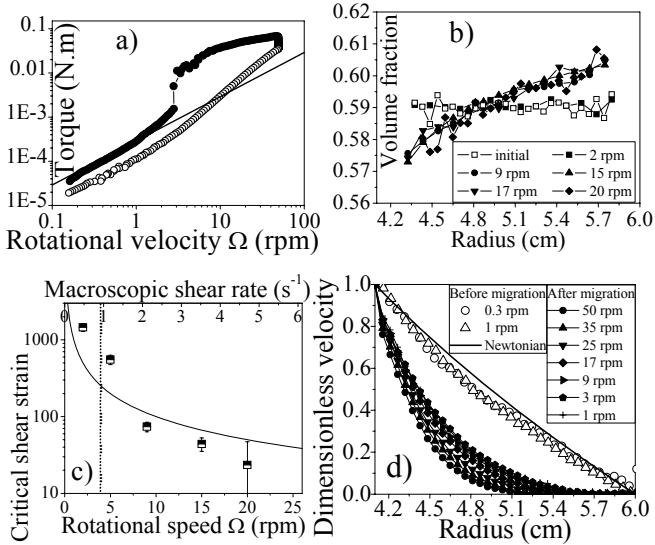 a)
0.1
0.01
1E-3
1E-4
1E-5
Torque (N.m)
0.1 1 10 100
Rotational velocity Ω (rpm)
b)
0.61
0.60
0.59
0.58
0.57
0.56
Volume fraction
initial 2 rpm
9 rpm 15 rpm
17 rpm 20 rpm
4.2 4.5 4.8 5.1 5.4 5.7 6.0
Radius (cm)
Macroscopic shear rate (s⁻¹)
0 1 2 3 4 5 6
1000
100
10
Critical shear strain
c)
0 5 10 15 20 25
Rotational speed Ω (rpm)
1.0
0.8
0.6
0.4
0.2
0.0
Dimensionless velocity
Before migration
0.3 rpm
1 rpm
Newtonian
After migration
50 rpm
35 rpm
25 rpm
17 rpm
9 rpm
3 rpm
1 rpm
d)
4.2 4.5 4.8 5.1 5.4 5.7 6.0
Radius (cm)